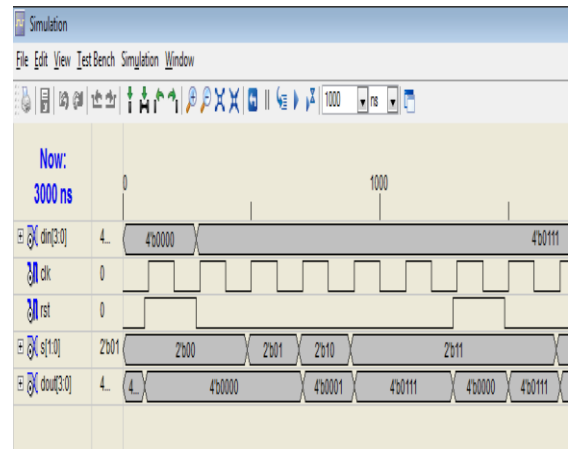 Simulation
File Edit View Test Bench Simulation Window
1000 ns
Now:
3000 ns
0 1000
din[3:0] 4... 4'b0000 4'b0111
clk 0
rst 0
s[1:0] 2'b01 2'b00 2'b01 2'b10 2'b11
dout[3:0] 4... 4... 4'b0000 4'b0001 4'b0111 4'b0000 4'b0111